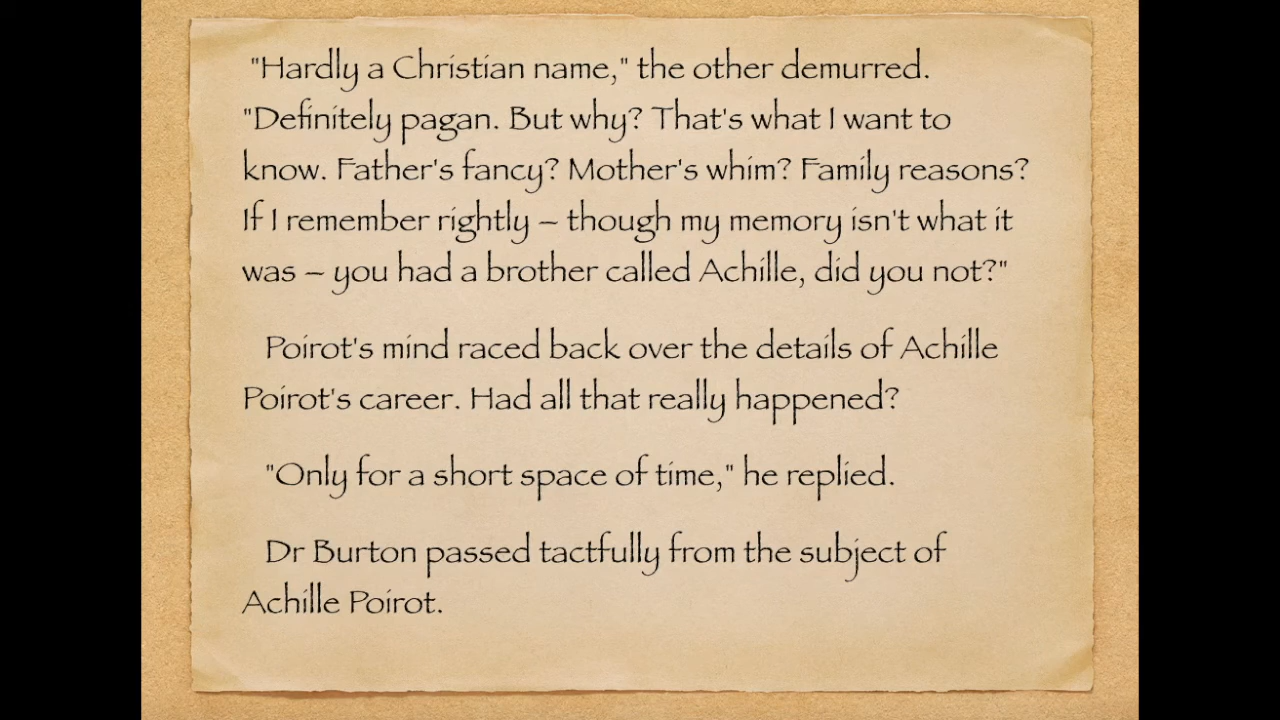 "Hardly a Christian name," the other demurred.
"Definitely pagan. But why? That's what I want to
know. Father's fancy? Mother's whim? Family reasons?
If I remember rightly – though my memory isn't what it
was – you had a brother called Achille, did you not?"
Poirot's mind raced back over the details of Achille
Poirot's career. Had all that really happened?
"Only for a short space of time," he replied.
Dr Burton passed tactfully from the subject of
Achille Poirot.